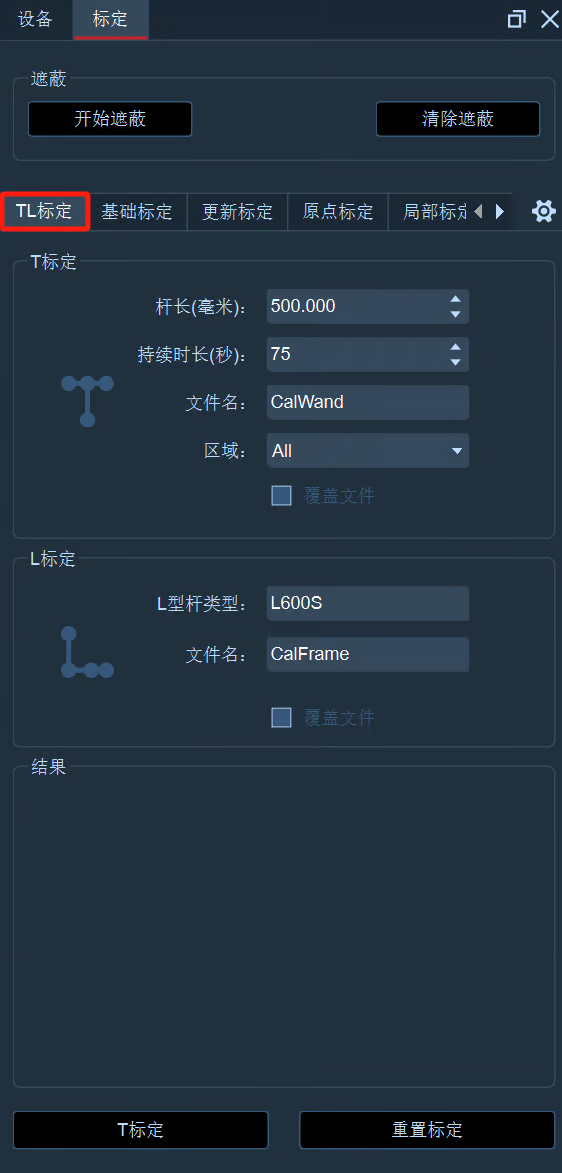 设备 标定
遮蔽
开始遮蔽 清除遮蔽
TL标定 基础标定 更新标定 原点标定 局部标定
T标定
杆长(毫米)： 500.000
持续时长(秒)： 75
文件名： CalWand
区域： All
覆盖文件
L标定
L型杆类型： L600S
文件名： CalFrame
覆盖文件
结果
T标定 重置标定